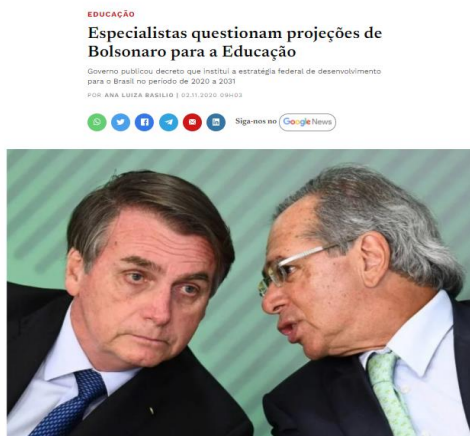 EDUCAÇÃO
Especialistas questionam projeções de
Bolsonaro para a Educação
Governo publicou decreto que institui a estratégia federal de desenvolvimento
para o Brasil no período de 2020 a 2031
POR ANA LUIZA BASILIO | 03.11.2020 09H03
Siga-nos no Google News